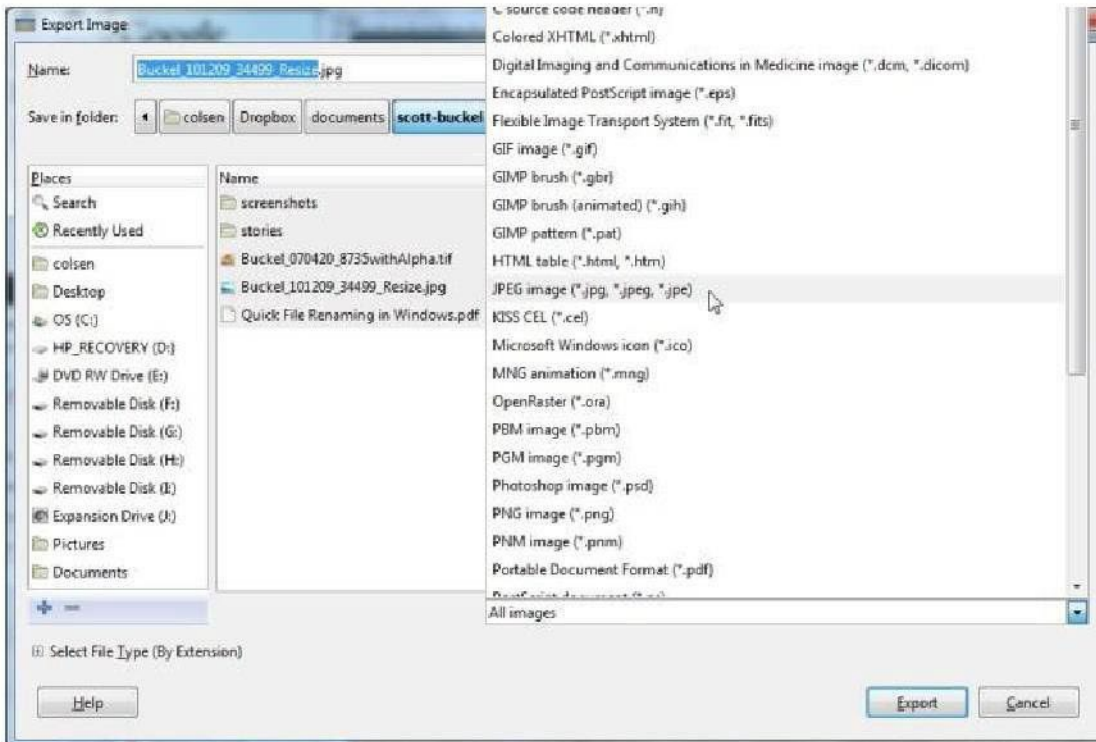 Export Image
Name:
Buckel_101209_34499_Resize.jpg
Save in folder:
colsen
Dropbox
documents
scott-buckel
Places
Search
Recently Used
colsen
Desktop
OS (C:)
HP_RECOVERY (D:)
DVD RW Drive (E:)
Removable Disk (F:)
Removable Disk (G:)
Removable Disk (H:)
Removable Disk (I:)
Expansion Drive (J:)
Pictures
Documents
Name
screenshots
stories
Buckel_070420_8735withAlpha.tif
Buckel_101209_34499_Resize.jpg
Quick File Renaming in Windows.pdf
C source code header (*.h)
Colored XHTML (*.xhtml)
Digital Imaging and Communications in Medicine image (*.dcm, *.dicom)
Encapsulated PostScript image (*.eps)
Flexible Image Transport System (*.fit, *.fits)
GIF image (*.gif)
GIMP brush (*.gbr)
GIMP brush (animated) (*.gih)
GIMP pattern (*.pat)
HTML table (*.html, *.htm)
JPEG image (*.jpg, *.jpeg, *.jpe)
KISS CEL (*.cel)
Microsoft Windows icon (*.ico)
MNG animation (*.mng)
OpenRaster (*.ora)
PBM image (*.pbm)
PGM image (*.pgm)
Photoshop image (*.psd)
PNG image (*.png)
PNM image (*.pnm)
Portable Document Format (*.pdf)
PostScript document (*.ps)
All images
Select File Type (By Extension)
Help
Export
Cancel